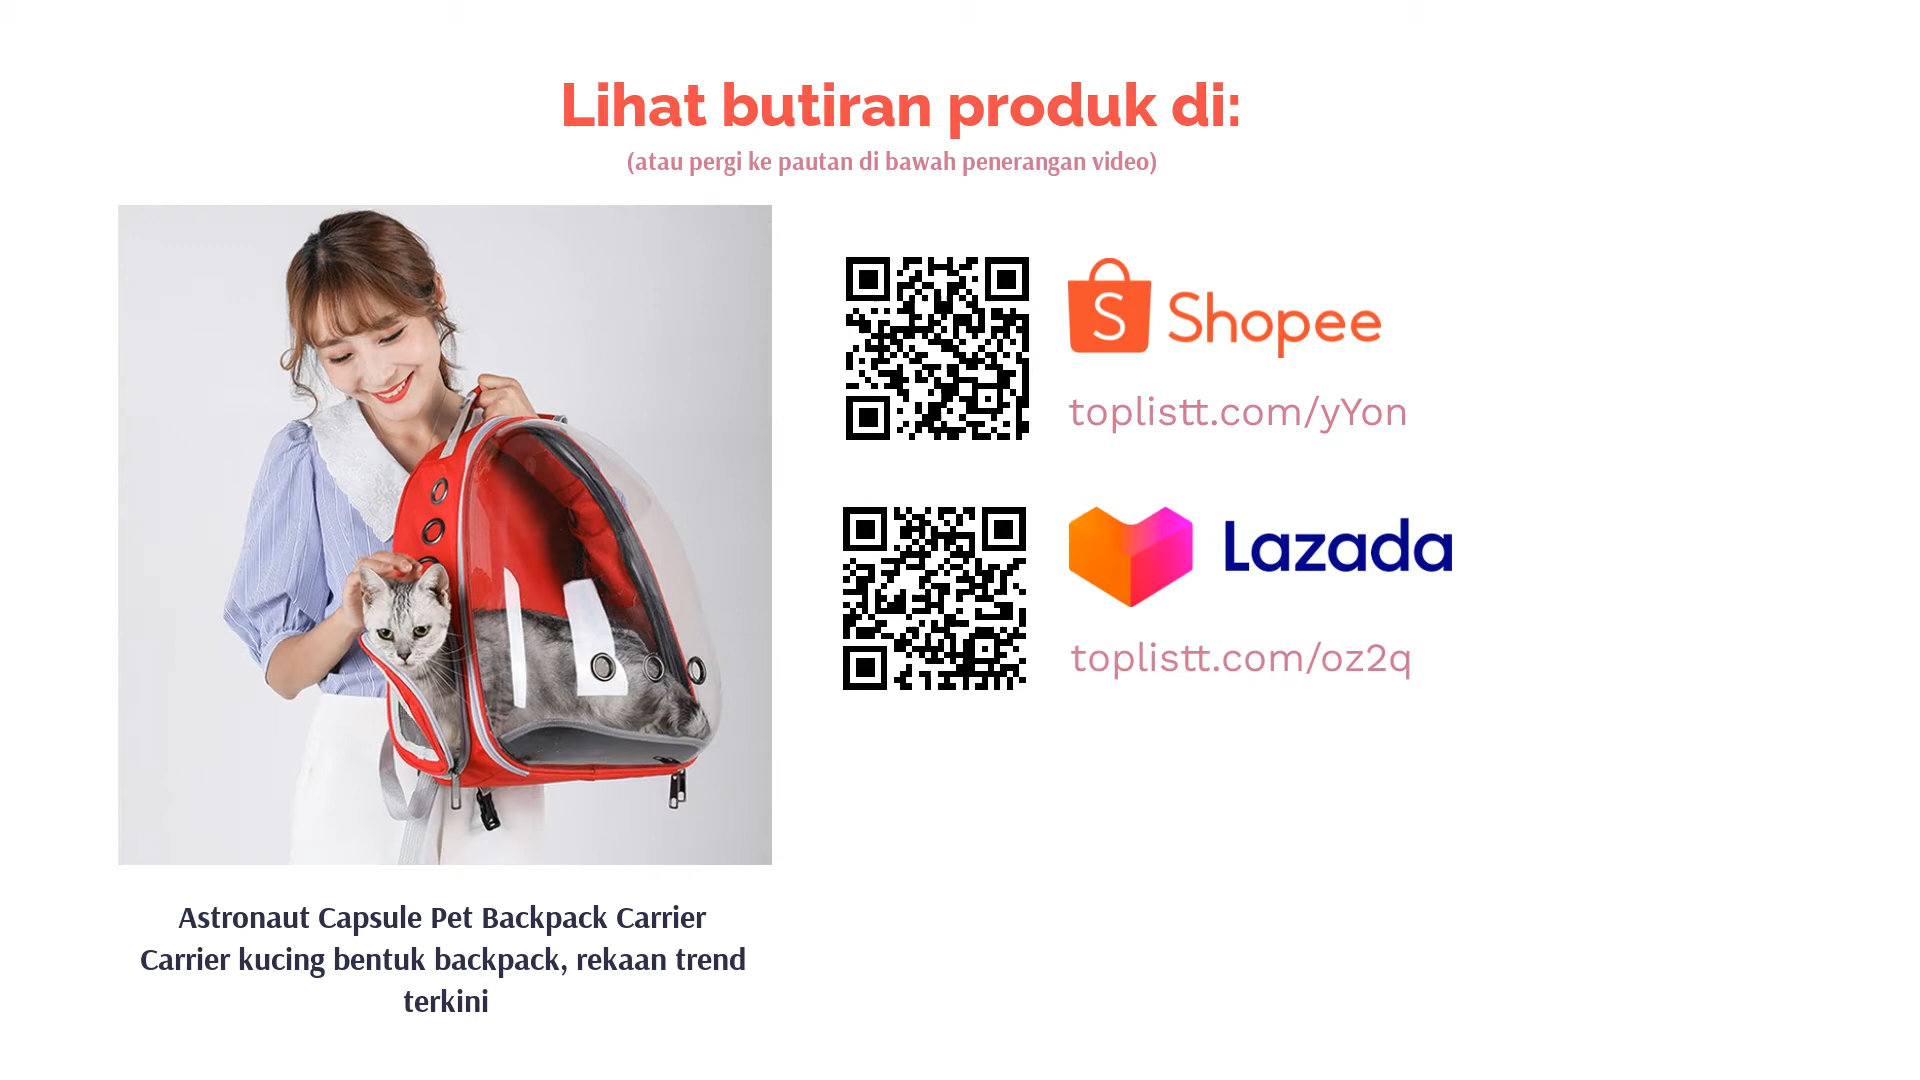 Lihat butiran produk di:
(atau pergi ke pautan di bawah penerangan video)
S Shopee
toplistt.com/yYon
Lazada
toplistt.com/oz2q
Astronaut Capsule Pet Backpack Carrier
Carrier kucing bentuk backpack, rekaan trend
terkini